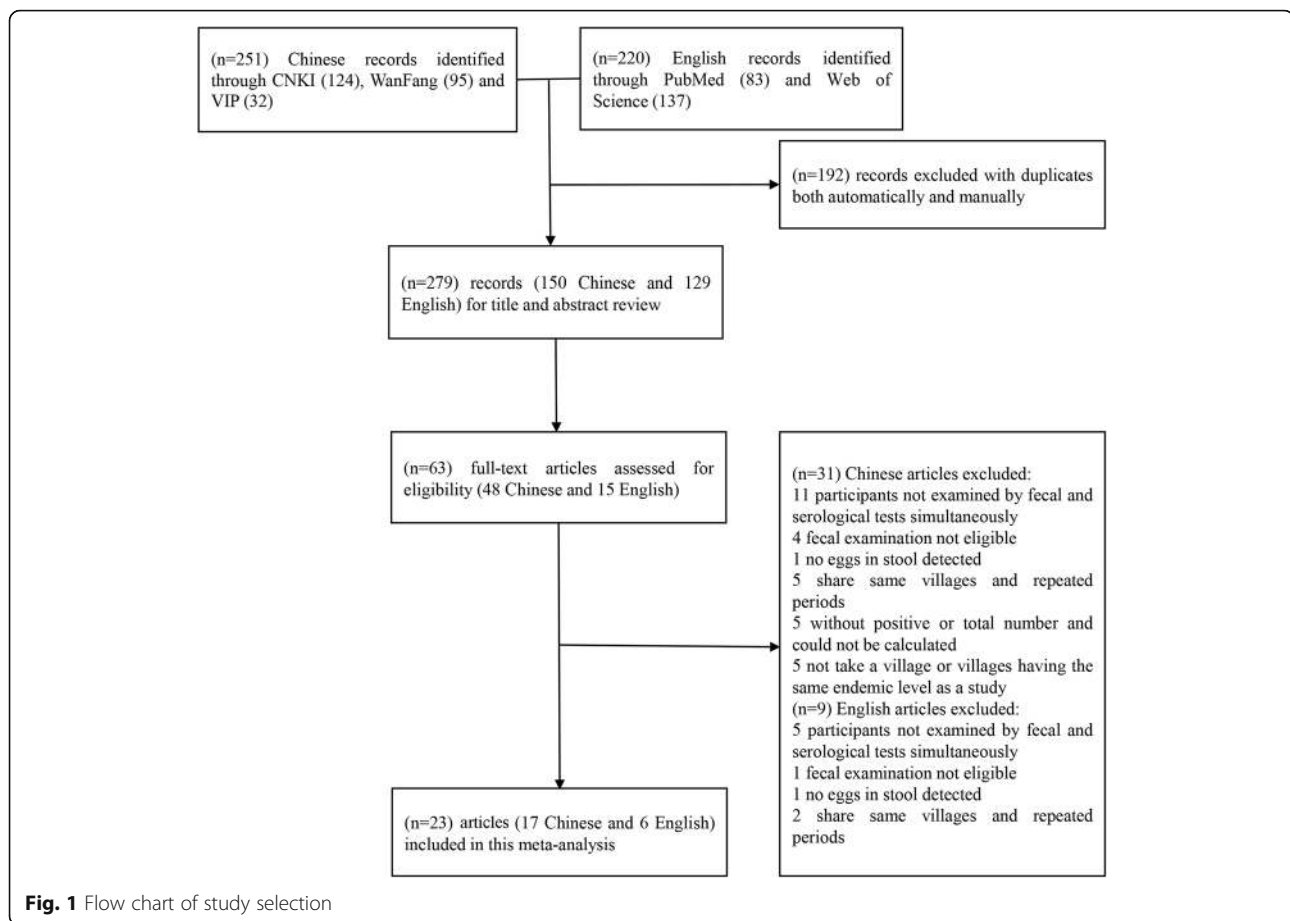 (n=251) Chinese records identified
through CNKI (124), WanFang (95) and
VIP (32)
(n=220) English records identified
through PubMed (83) and Web of
Science (137)
(n=192) records excluded with duplicates
both automatically and manually
(n=279) records (150 Chinese and 129
English) for title and abstract review
(n=63) full-text articles assessed for
eligibility (48 Chinese and 15 English)
(n=31) Chinese articles excluded:
11 participants not examined by fecal and
serological tests simultaneously
4 fecal examination not eligible
1 no eggs in stool detected
5 share same villages and repeated
periods
5 without positive or total number and
could not be calculated
5 not take a village or villages having the
same endemic level as a study
(n=9) English articles excluded:
5 participants not examined by fecal and
serological tests simultaneously
1 fecal examination not eligible
1 no eggs in stool detected
2 share same villages and repeated
periods
(n=23) articles (17 Chinese and 6 English)
included in this meta-analysis
Fig. 1 Flow chart of study selection